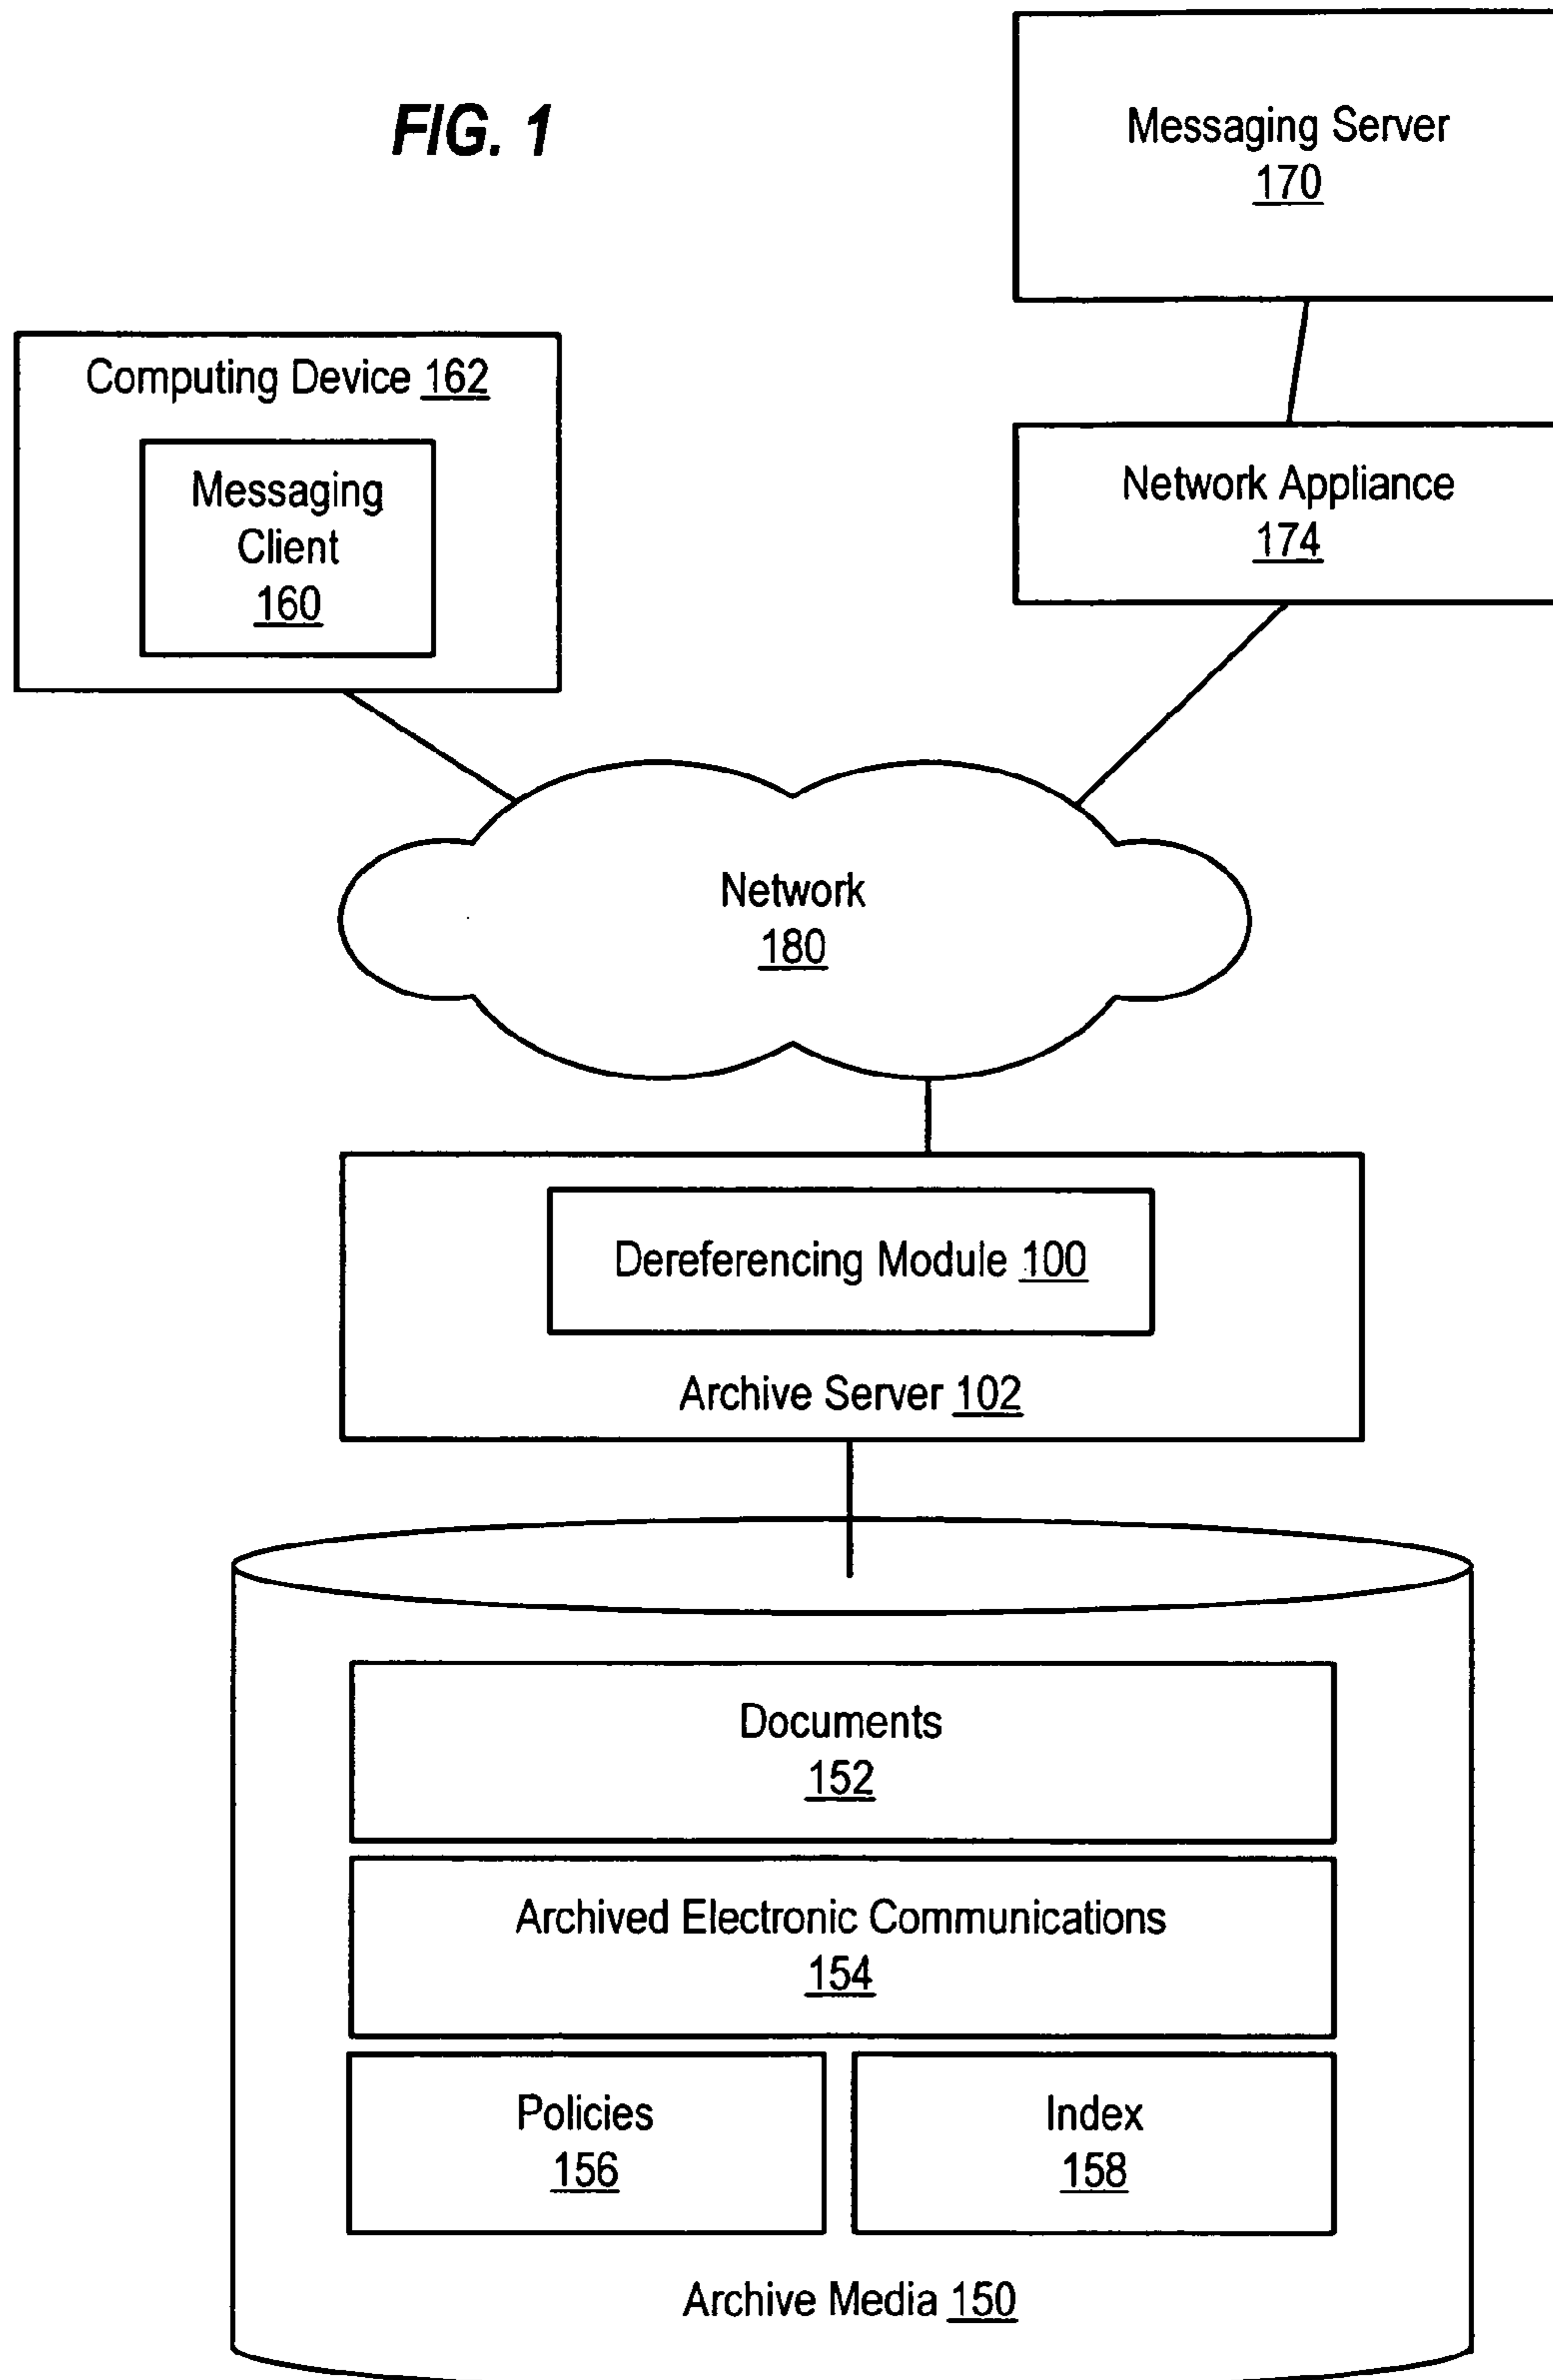 FIG. 1
Messaging Server
170
Computing Device 162
Messaging
Client
160
Network Appliance
174
Network
180
Dereferencing Module 100
Archive Server 102
Documents
152
Archived Electronic Communications
154
Policies
156
Index
158
Archive Media 150